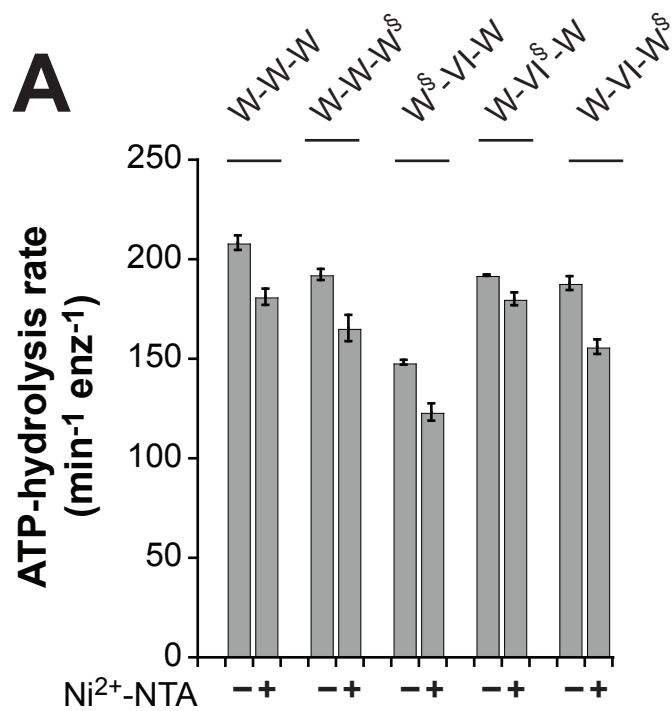 A
W-W-W
W-W-W§
W§-VI-W
W-VI§-W
W-VI-W§
ATP-hydrolysis rate
(min-1 enz-1)
250
200
150
100
50
0
Ni2+-NTA
− + − + − + − + − +